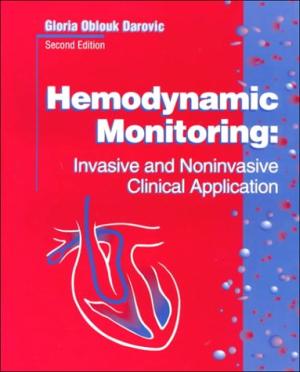 Gloria Oblouk Darovic
Second Edition
Hemodynamic
Monitoring:
Invasive and Noninvasive
Clinical Application